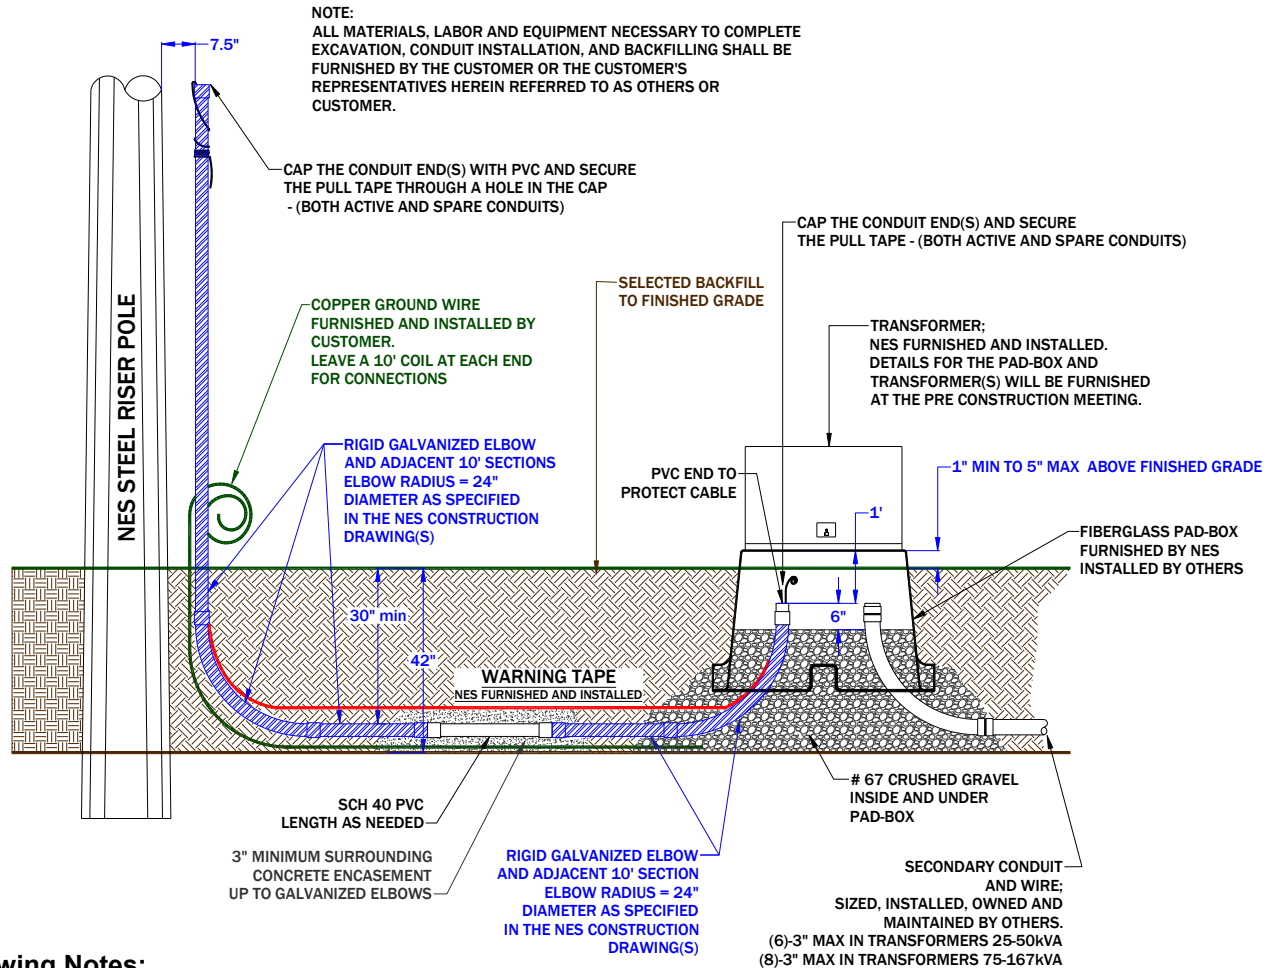 NOTE:
ALL MATERIALS, LABOR AND EQUIPMENT NECESSARY TO COMPLETE
EXCAVATION, CONDUIT INSTALLATION, AND BACKFILLING SHALL BE
FURNISHED BY THE CUSTOMER OR THE CUSTOMER'S
REPRESENTATIVES HEREIN REFERRED TO AS OTHERS OR
CUSTOMER.
7.5"
CAP THE CONDUIT END(S) WITH PVC AND SECURE
THE PULL TAPE THROUGH A HOLE IN THE CAP
- (BOTH ACTIVE AND SPARE CONDUITS)
CAP THE CONDUIT END(S) AND SECURE
THE PULL TAPE - (BOTH ACTIVE AND SPARE CONDUITS)
SELECTED BACKFILL
TO FINISHED GRADE
NES STEEL RISER POLE
COPPER GROUND WIRE
FURNISHED AND INSTALLED BY
CUSTOMER.
LEAVE A 10' COIL AT EACH END
FOR CONNECTIONS
TRANSFORMER;
NES FURNISHED AND INSTALLED.
DETAILS FOR THE PAD-BOX AND
TRANSFORMER(S) WILL BE FURNISHED
AT THE PRE CONSTRUCTION MEETING.
RIGID GALVANIZED ELBOW
AND ADJACENT 10' SECTIONS
ELBOW RADIUS = 24"
DIAMETER AS SPECIFIED
IN THE NES CONSTRUCTION
DRAWING(S)
PVC END TO
PROTECT CABLE
1" MIN TO 5" MAX  ABOVE FINISHED GRADE
1'
FIBERGLASS PAD-BOX
FURNISHED BY NES
INSTALLED BY OTHERS
30" min
6"
42"
WARNING TAPE
NES FURNISHED AND INSTALLED
# 67 CRUSHED GRAVEL
INSIDE AND UNDER
PAD-BOX
SCH 40 PVC
LENGTH AS NEEDED
3" MINIMUM SURROUNDING
CONCRETE ENCASEMENT
UP TO GALVANIZED ELBOWS
RIGID GALVANIZED ELBOW
AND ADJACENT 10' SECTION
ELBOW RADIUS = 24"
DIAMETER AS SPECIFIED
IN THE NES CONSTRUCTION
DRAWING(S)
SECONDARY CONDUIT
AND WIRE;
SIZED, INSTALLED, OWNED AND
MAINTAINED BY OTHERS.
(6)-3" MAX IN TRANSFORMERS 25-50kVA
(8)-3" MAX IN TRANSFORMERS 75-167kVA
wing Notes: